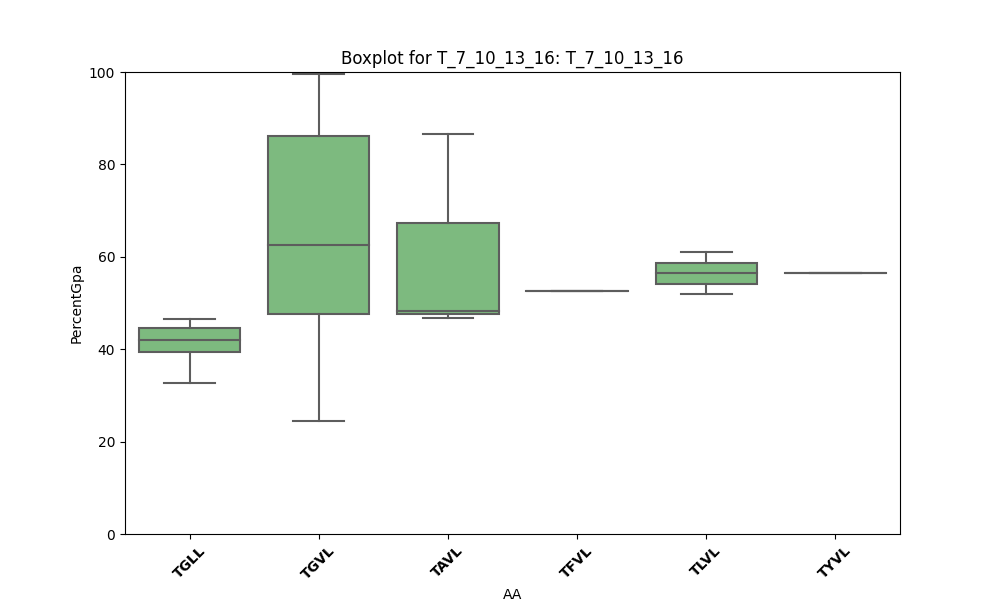 Boxplot for T_7_10_13_16: T_7_10_13_16
100
80
60
40
20
0
PercentGpa
TGLL
TGVL
TAVL
TFVL
TLVL
TYVL
AA